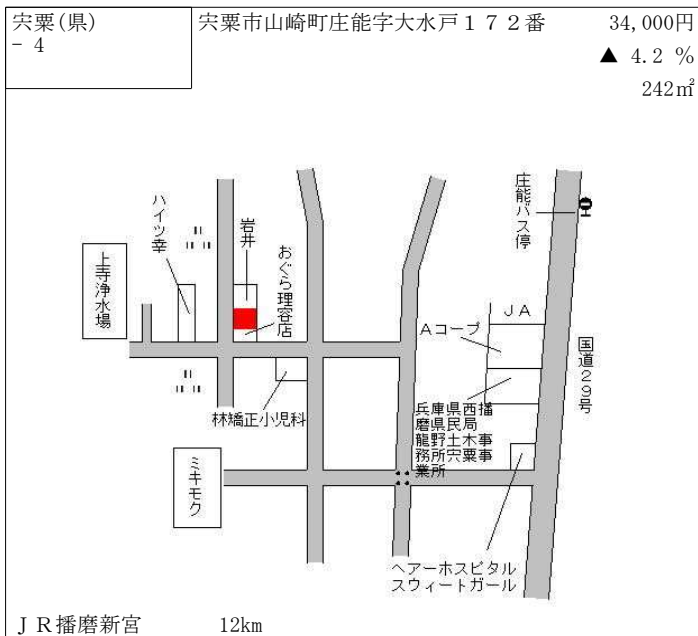 宍粟(県)
- 4
宍粟市山崎町庄能字大水戸１７２番
34,000円
▲ 4.2 %
242㎡
ハイツ幸
岩井
おぐら理容店
上寺浄水場
庄能バス停
ＪＡ
Ａコープ
国道２９号
林矯正小児科
兵庫県西播
磨県民局
龍野土木事
務所宍粟事
業所
ミキモク
ヘアーホスピタル
スウィートガール
ＪＲ播磨新宮
12km